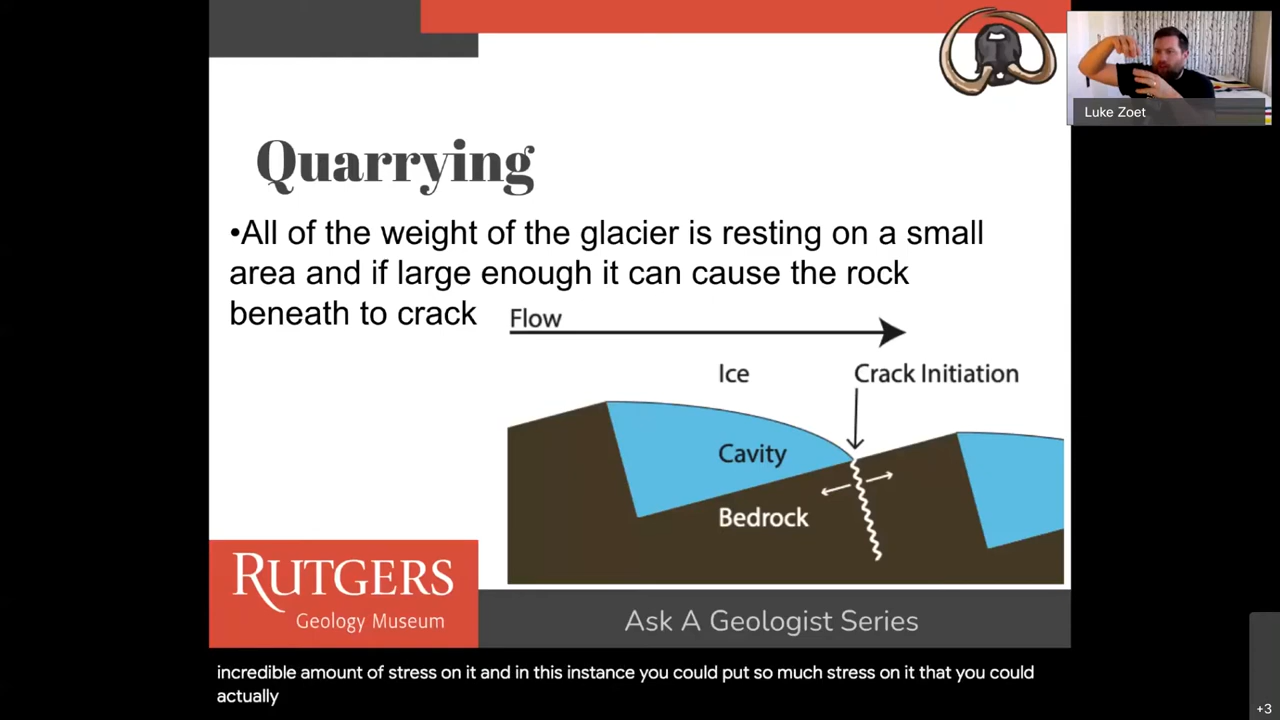 Luke Zoet
Quarrying
•All of the weight of the glacier is resting on a small
area and if large enough it can cause the rock
beneath to crack
Flow
Ice
Crack Initiation
Cavity
Bedrock
RUTGERS
Geology Museum
Ask A Geologist Series
incredible amount of stress on it and in this instance you could put so much stress on it that you could
actually
+3